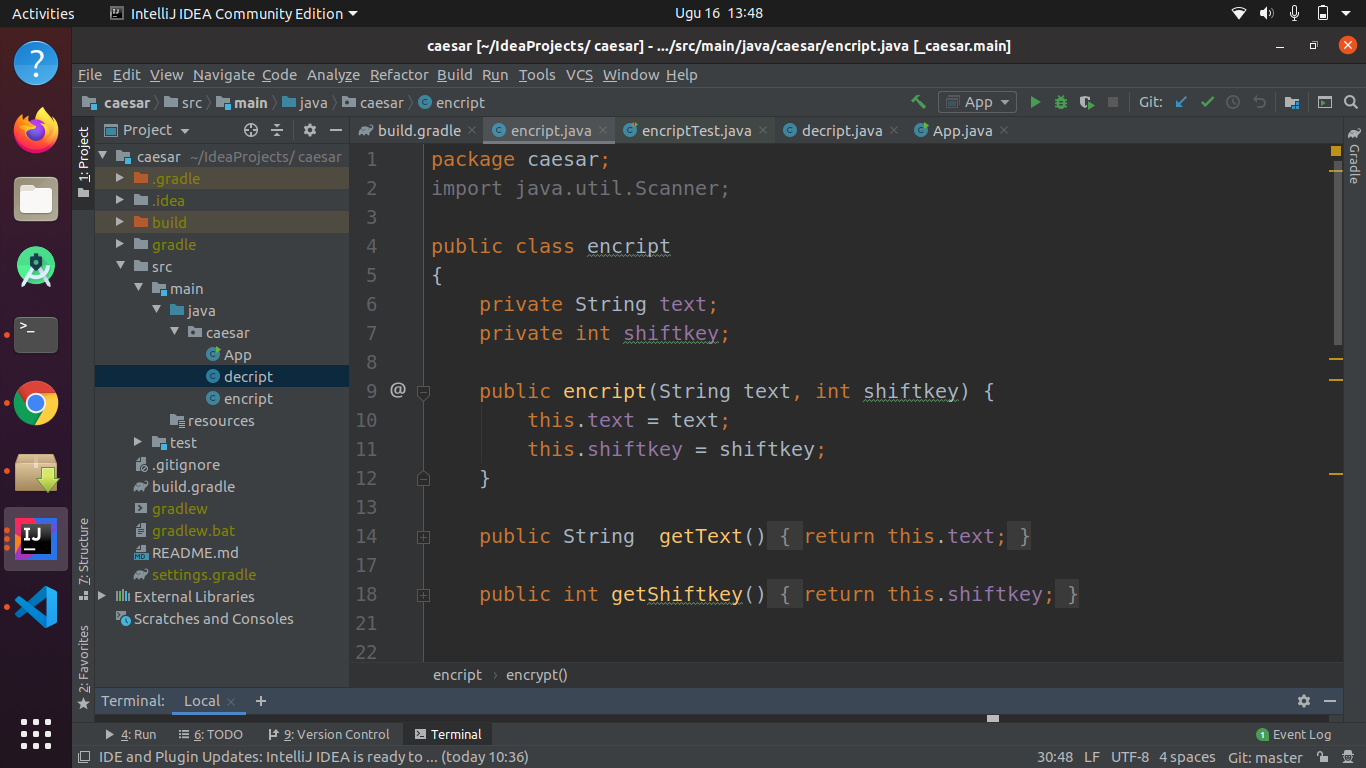 Activities IntelliJ IDEA Community Edition Ugu 16 13:48
caesar [~/IdeaProjects/ caesar] - .../src/main/java/caesar/encript.java [_caesar.main]
File Edit View Navigate Code Analyze Refactor Build Run Tools VCS Window Help
caesar src main java caesar encript App Git:
1: Project
7: Structure
2: Favorites
Project
caesar ~/IdeaProjects/ caesar
.gradle
.idea
build
gradle
src
main
java
caesar
App
decript
encript
resources
test
.gitignore
build.gradle
gradlew
gradlew.bat
README.md
settings.gradle
External Libraries
Scratches and Consoles
build.gradle encript.java encriptTest.java decript.java App.java
1 package caesar;
2 import java.util.Scanner;
3
4 public class encript
5 {
6 private String text;
7 private int shiftkey;
8
9 @ public encript(String text, int shiftkey) {
10 this.text = text;
11 this.shiftkey = shiftkey;
12 }
13
14 public String getText() { return this.text; }
17
18 public int getShiftkey() { return this.shiftkey; }
21
22
encript › encrypt()
Gradle
Terminal: Local +
4: Run 6: TODO 9: Version Control Terminal 1 Event Log
IDE and Plugin Updates: IntelliJ IDEA is ready to ... (today 10:36) 30:48 LF UTF-8 4 spaces Git: master